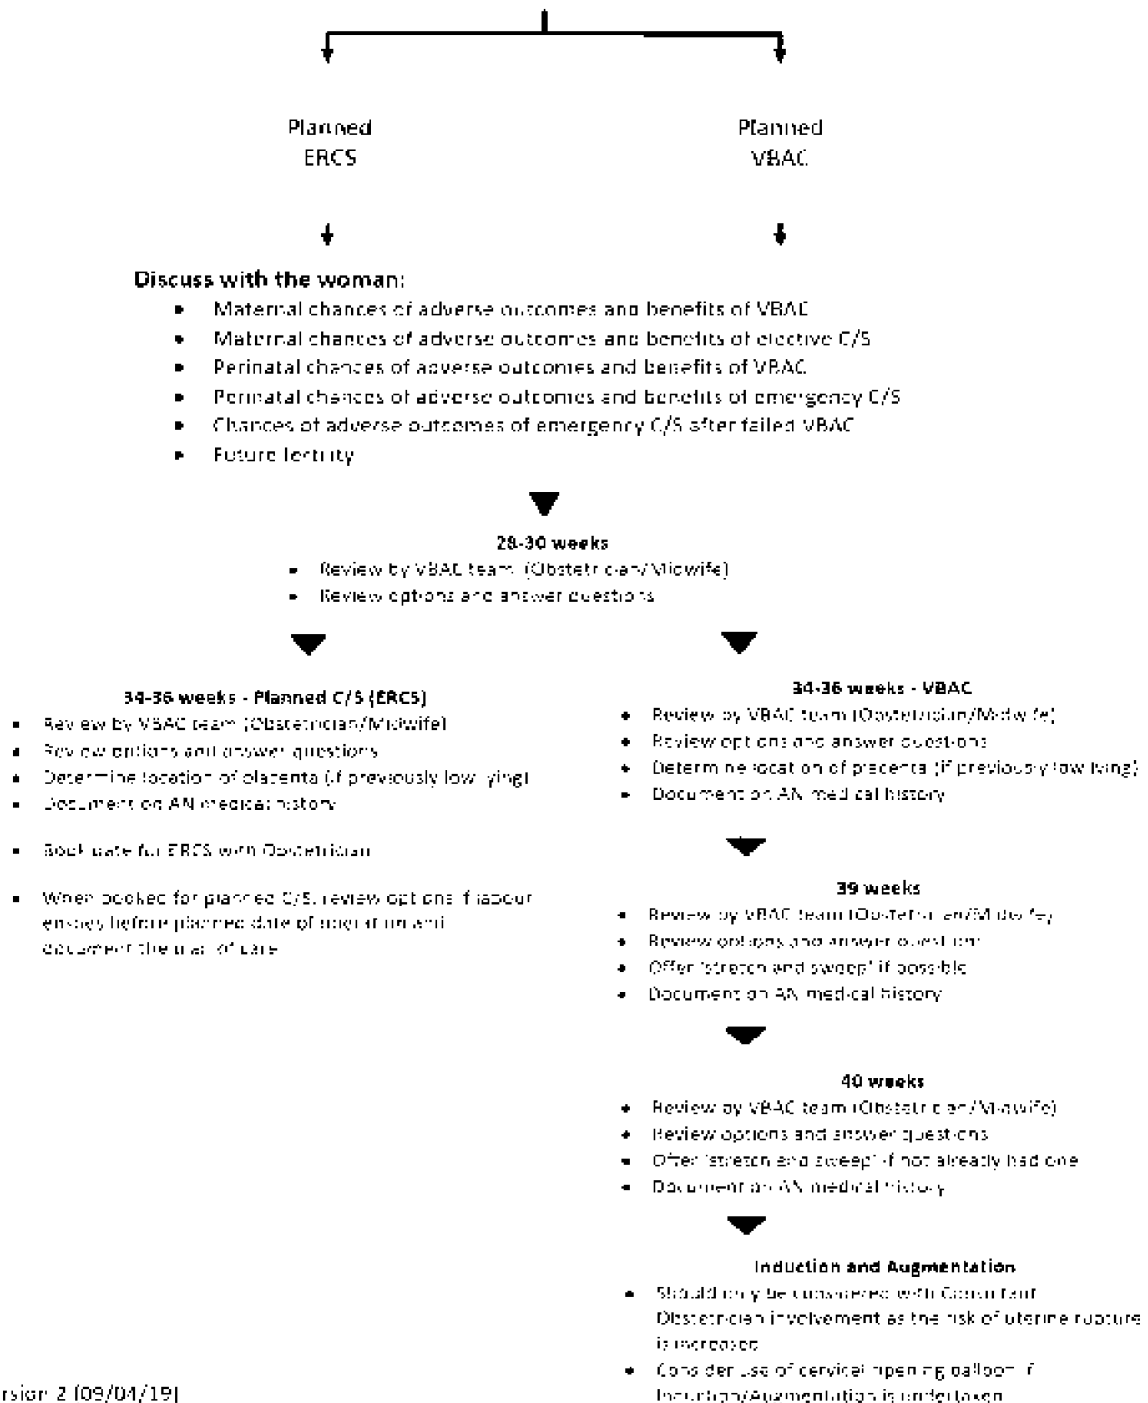 Planned
ERCS
Planned
VBAC
Discuss with the woman:
• Maternal chances of adverse outcomes and benefits of VBAC
• Maternal chances of adverse outcomes and benefits of elective C/S
• Perinatal chances of adverse outcomes and benefits of VBAC
• Perinatal chances of adverse outcomes and benefits of emergency C/S
• Chances of adverse outcomes of emergency C/S after failed VBAC
• Future fertility
28-30 weeks
• Review by VBAC team (Obstetrician/Midwife)
• Review options and answer questions
34-36 weeks - Planned C/S (ERCS)
• Review by VBAC team (Obstetrician/Midwife)
• Review options and answer questions
• Determine location of placenta (if previously low lying)
• Document on AN medical history
• Book date for ERCS with Obstetrician
• When booked for planned C/S, review options if labour
ensues before planned date of operation and
document the plan of care
34-36 weeks - VBAC
• Review by VBAC team (Obstetrician/Midwife)
• Review options and answer questions
• Determine location of placenta (if previously low lying)
• Document on AN medical history
39 weeks
• Review by VBAC team (Obstetrician/Midwife)
• Review options and answer questions
• Offer 'stretch and sweep' if possible
• Document on AN medical history
40 weeks
• Review by VBAC team (Obstetrician/Midwife)
• Review options and answer questions
• Offer 'stretch and sweep' if not already had one
• Document on AN medical history
Induction and Augmentation
• Should only be considered with Consultant
Obstetrician involvement as the risk of uterine rupture
is increased
• Consider use of cervical ripening balloon if
Induction/Augmentation is undertaken
rsion 2 (09/04/19)